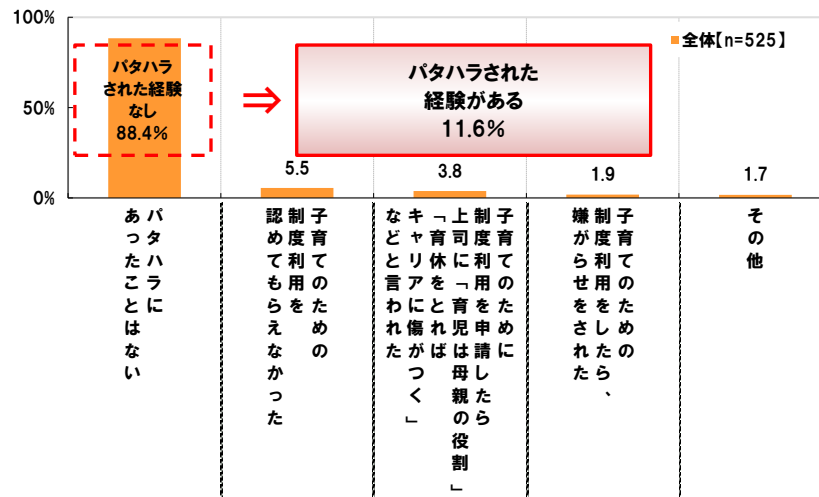 100%
50%
0%
■全体【n=525】
パタハラ
された経験
なし
88.4%
⇒
パタハラされた
経験がある
11.6%
5.5
3.8
1.9
1.7
パタハラに
あったことはない
子育てのための
制度利用を
認めてもらえなかった
子育てのために
制度利用を申請したら
上司に「育児は母親の役割」
「育休をとれば
キャリアに傷がつく」
などと言われた
子育てのための
制度利用をしたら、
嫌がらせをされた
その他